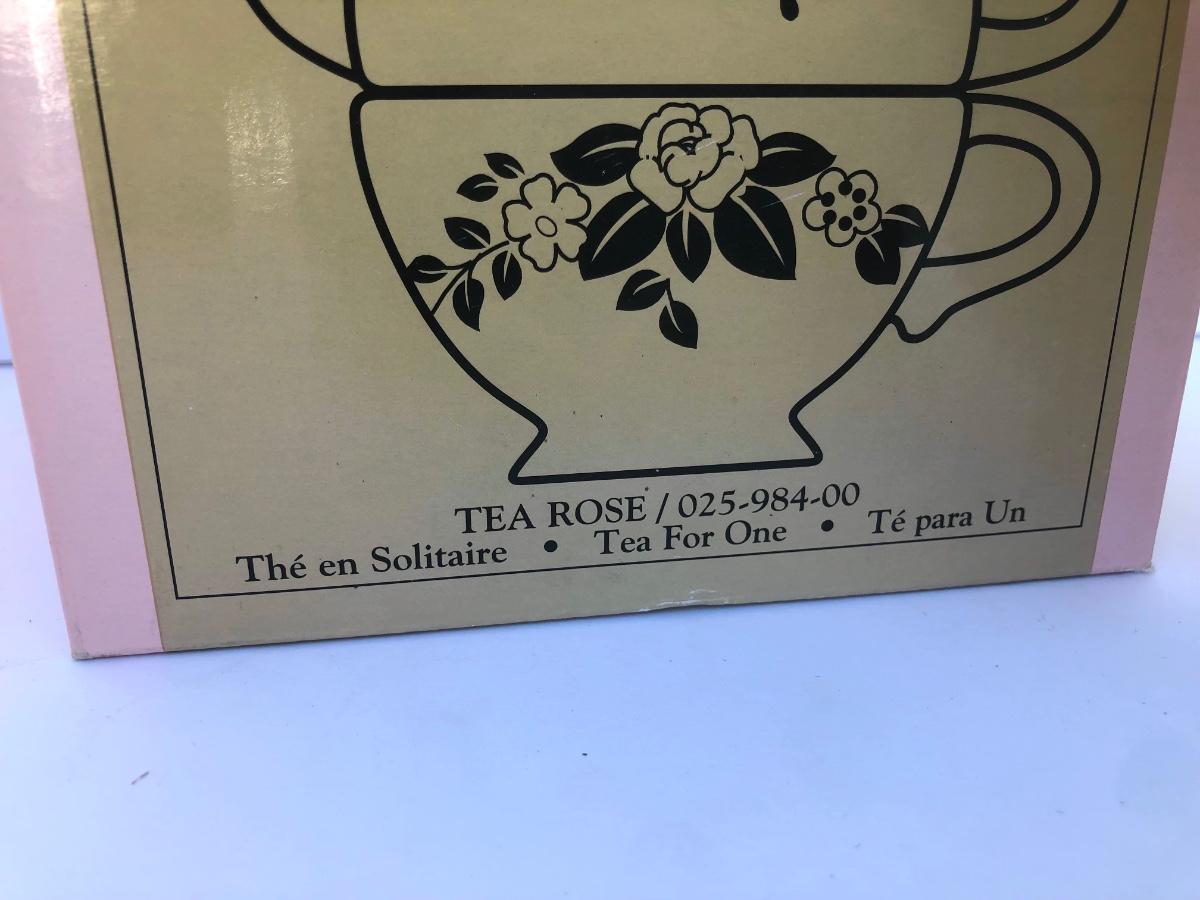 TEA ROSE / 025-984-00
Thé en Solitaire • Tea For One • Té para Un